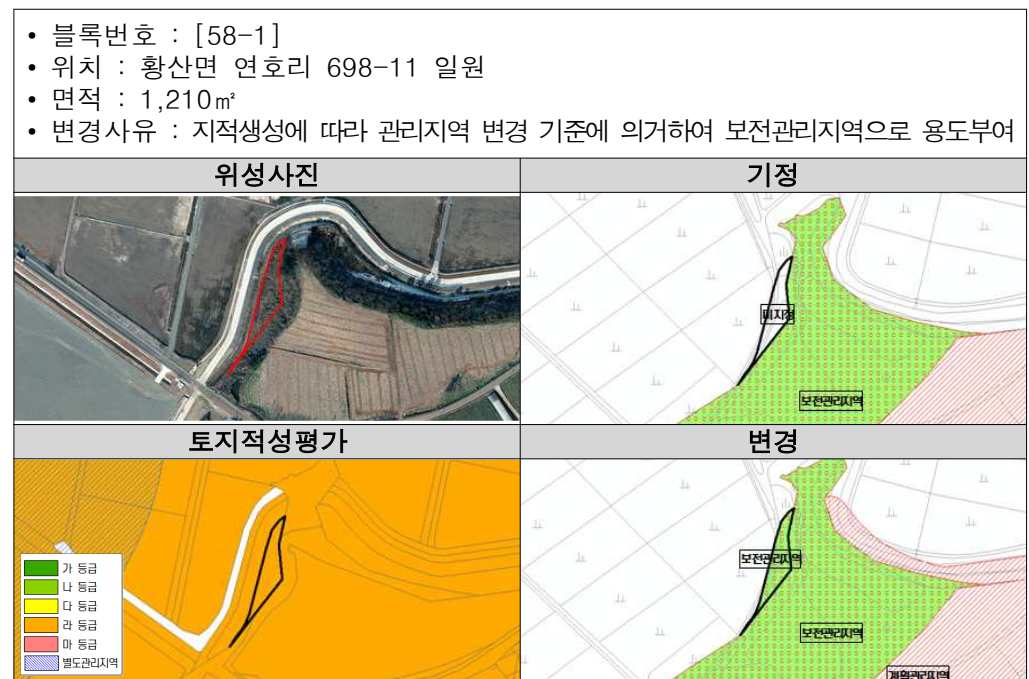 • 블록번호 : [58-1]
• 위치 : 황산면 연호리 698-11 일원
• 면적 : 1,210㎡
• 변경사유 : 지적생성에 따라 관리지역 변경 기준에 의거하여 보전관리지역으로 용도부여
위성사진
기정
미지정
보전관리지역
토지적성평가
변경
가 등급
나 등급
다 등급
라 등급
마 등급
별도관리지역
보전관리지역
보전관리지역
계획관리지역